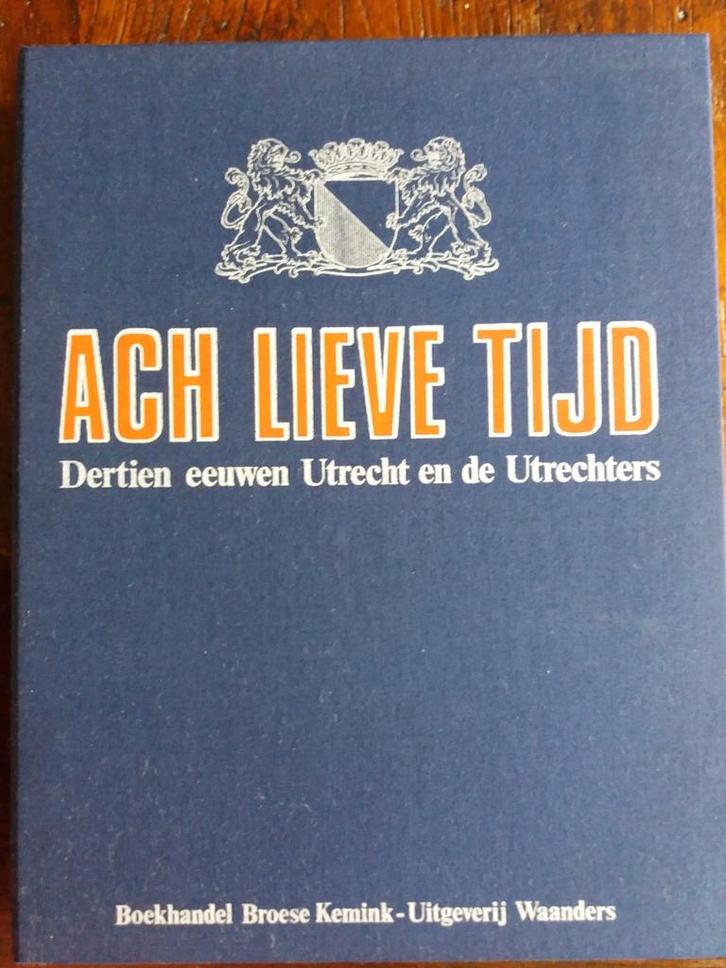 ACH LIEVE TIJD
Dertien eeuwen Utrecht en de Utrechters
Boekhandel Broese Kemink-Uitgeverij Waanders